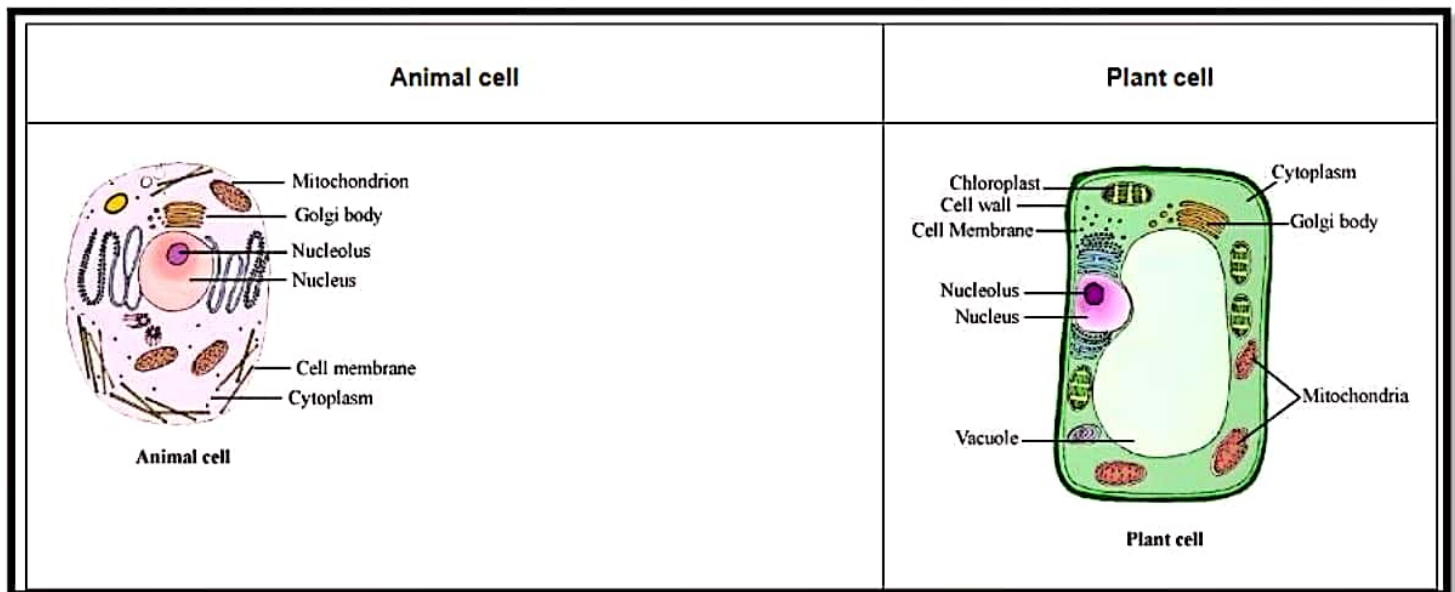 Animal cell
Plant cell
Mitochondrion
Golgi body
Nucleolus
Nucleus
Cell membrane
Cytoplasm
Animal cell
Chloroplast
Cell wall
Cell Membrane
Nucleolus
Nucleus
Vacuole
Cytoplasm
Golgi body
Mitochondria
Plant cell